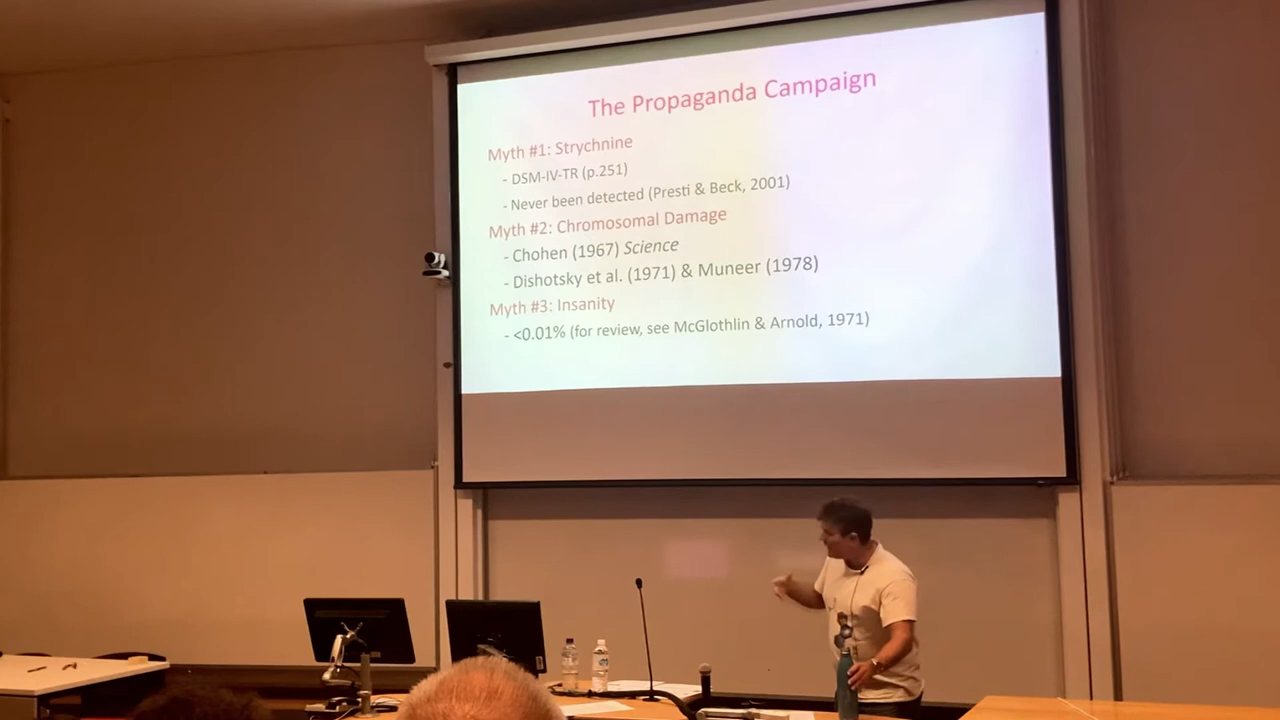 The Propaganda Campaign
Myth #1: Strychnine
- DSM-IV-TR (p.251)
- Never been detected (Presti & Beck, 2001)
Myth #2: Chromosomal Damage
- Chohen (1967) Science
- Dishotsky et al. (1971) & Muneer (1978)
Myth #3: Insanity
- <0.01% (for review, see McGlothlin & Arnold, 1971)